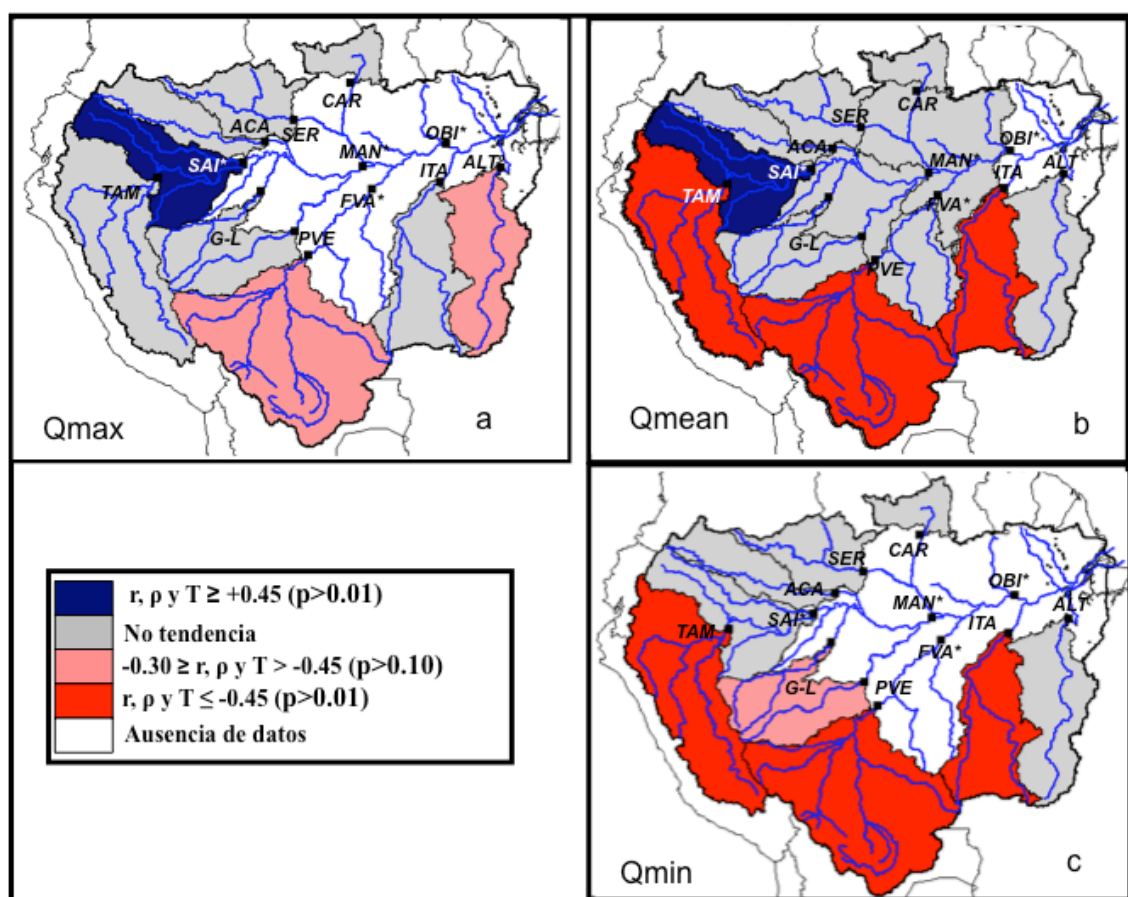 CAR
ACA
SER
OBI*
MAN*
ALT*
SAI*
ITA
TAM
FVA*
G-L
PVE
Qmax
a
CAR
SER
OBI*
ACA
MAN*
ALT
SAI
ITA
TAM
FVA*
G-L
PVE
Qmean
b
CAR
SER
OBI*
ACA
MAN*
ALT
SAI*
ITA
TAM
FVA*
G-L
PVE
Qmin
c
r, ρ y T ≥ +0.45 (p>0.01)
No tendencia
-0.30 ≥ r, ρ y T > -0.45 (p>0.10)
r, ρ y T ≤ -0.45 (p>0.01)
Ausencia de datos